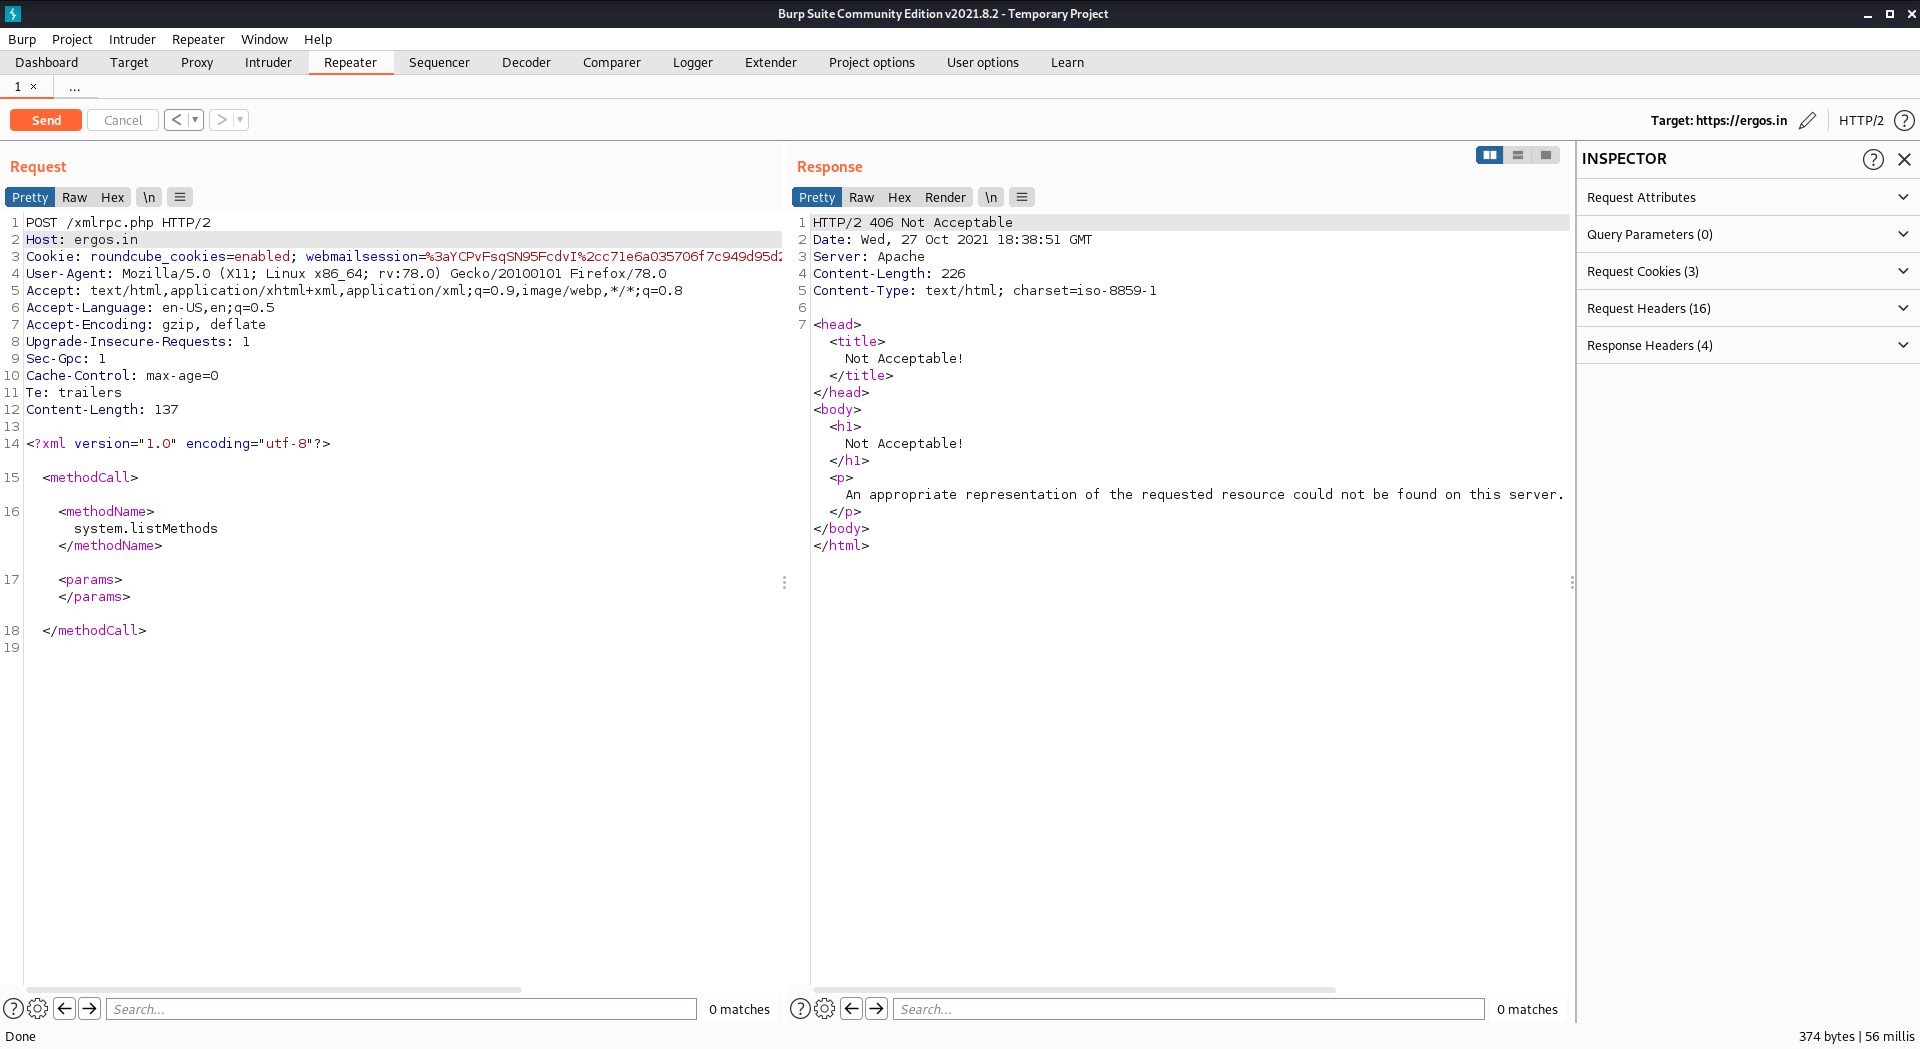 Burp Suite Community Edition v2021.8.2 - Temporary Project
Burp Project Intruder Repeater Window Help
Dashboard Target Proxy Intruder Repeater Sequencer Decoder Comparer Logger Extender Project options User options Learn
1 × ...
Send Cancel < ▾ > ▾ Target: https://ergos.in HTTP/2 ?
Request
Pretty Raw Hex \n
1 POST /xmlrpc.php HTTP/2
2 Host: ergos.in
3 Cookie: roundcube_cookies=enabled; webmailsession=%3aYCPvFsqSN95FcdvI%2cc71e6a035706f7c949d95d2
4 User-Agent: Mozilla/5.0 (X11; Linux x86_64; rv:78.0) Gecko/20100101 Firefox/78.0
5 Accept: text/html,application/xhtml+xml,application/xml;q=0.9,image/webp,*/*;q=0.8
6 Accept-Language: en-US,en;q=0.5
7 Accept-Encoding: gzip, deflate
8 Upgrade-Insecure-Requests: 1
9 Sec-Gpc: 1
10 Cache-Control: max-age=0
11 Te: trailers
12 Content-Length: 137
13
14 <?xml version="1.0" encoding="utf-8"?>
15 <methodCall>
16 <methodName>
system.listMethods
</methodName>
17 <params>
</params>
18 </methodCall>
19
? Search... 0 matches
Response
Pretty Raw Hex Render \n
1 HTTP/2 406 Not Acceptable
2 Date: Wed, 27 Oct 2021 18:38:51 GMT
3 Server: Apache
4 Content-Length: 226
5 Content-Type: text/html; charset=iso-8859-1
6
7 <head>
<title>
Not Acceptable!
</title>
</head>
<body>
<h1>
Not Acceptable!
</h1>
<p>
An appropriate representation of the requested resource could not be found on this server.
</p>
</body>
</html>
? Search... 0 matches
INSPECTOR ?
Request Attributes
Query Parameters (0)
Request Cookies (3)
Request Headers (16)
Response Headers (4)
Done
374 bytes | 56 millis